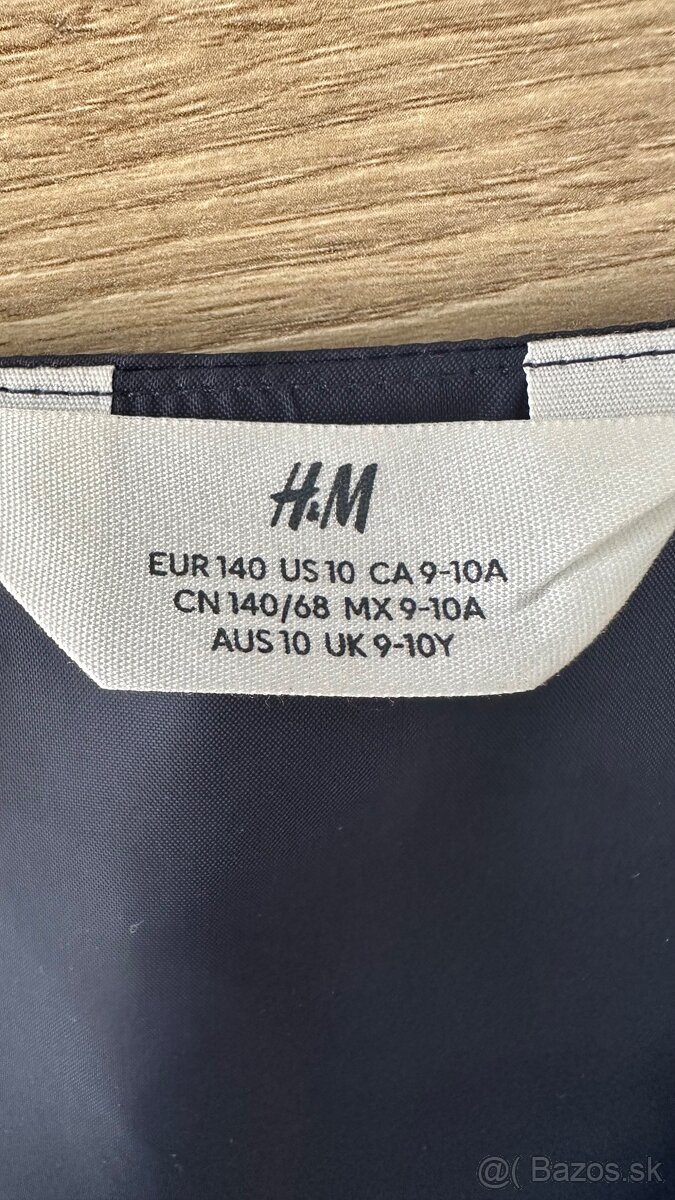 H&M
EUR 140 US 10 CA 9-10A
CN 140/68 MX 9-10A
AUS 10 UK 9-10Y
@( Bazos.sk